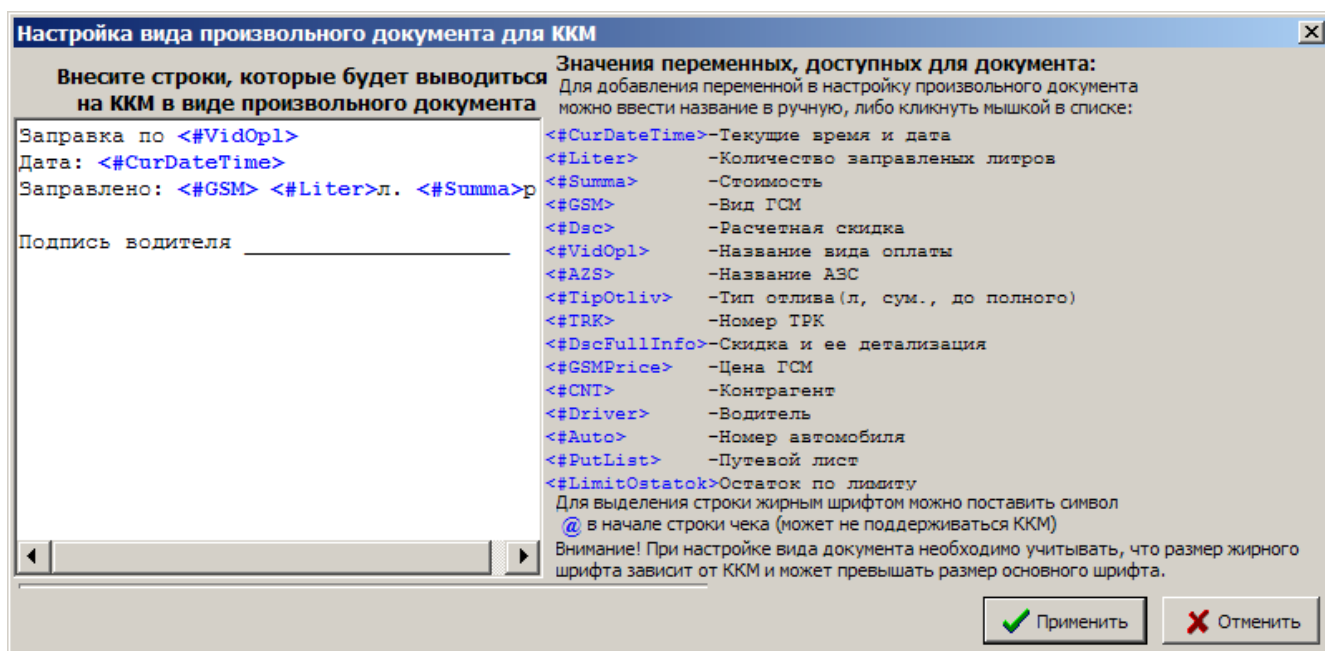 Настройка вида произвольного документа для ККМ
Внесите строки, которые будет выводиться
на ККМ в виде произвольного документа
Заправка по <#VidOpl>
Дата: <#CurDateTime>
Заправлено: <#GSM> <#Liter>л. <#Summa>р
Подпись водителя ____________________
Значения переменных, доступных для документа:
Для добавления переменной в настройку произвольного документа
можно ввести название в ручную, либо кликнуть мышкой в списке:
<#CurDateTime>-Текущие время и дата
<#Liter> -Количество заправленых литров
<#Summa> -Стоимость
<#GSM> -Вид ГСМ
<#Dsc> -Расчетная скидка
<#VidOpl> -Название вида оплаты
<#AZS> -Название АЗС
<#TipOtliv> -Тип отлива(л, сум., до полного)
<#TRK> -Номер ТРК
<#DscFullInfo>-Скидка и ее детализация
<#GSMPrice> -Цена ГСМ
<#CNT> -Контрагент
<#Driver> -Водитель
<#Auto> -Номер автомобиля
<#PutList> -Путевой лист
<#LimitOstatok>Остаток по лимиту
Для выделения строки жирным шрифтом можно поставить символ
@ в начале строки чека (может не поддерживаться ККМ)
Внимание! При настройке вида документа необходимо учитывать, что размер жирного
шрифта зависит от ККМ и может превышать размер основного шрифта.
Применить
Отменить